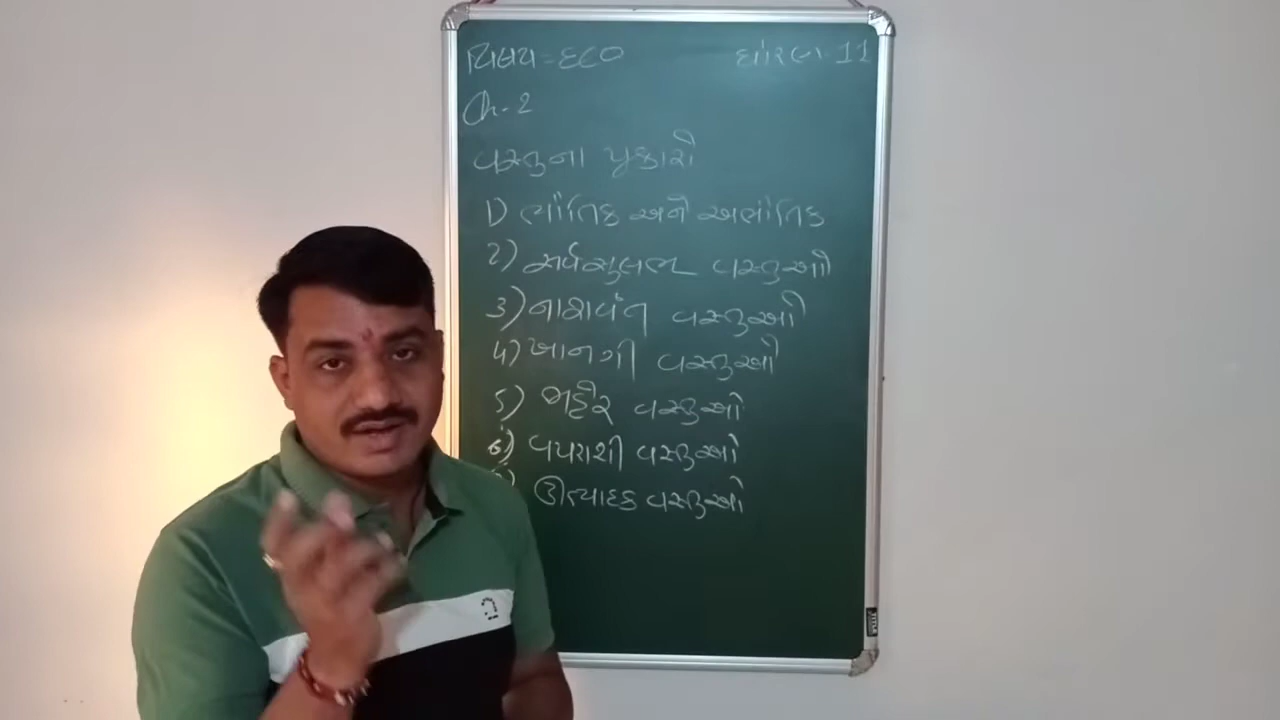 વિષય = ECO
ધોરણ - 11
Ch - 2
વસ્તુના પ્રકારો
1) ભૌતિક અને અભૌતિક
2) સર્વસુલભ વસ્તુઓ
3) નાશવંત વસ્તુઓ
4) ખાનગી વસ્તુઓ
5) જાહેર વસ્તુઓ
6) વપરાશી વસ્તુઓ
ઉત્પાદક વસ્તુઓ